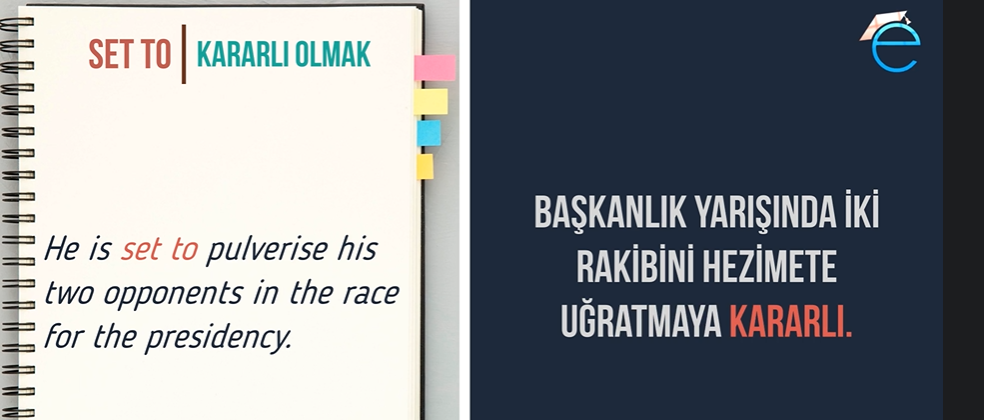 SET TO | KARARLI OLMAK
He is set to pulverise his
two opponents in the race
for the presidency.
e
BAŞKANLIK YARIŞINDA İKİ
RAKİBİNİ HEZİMETE
UĞRATMAYA KARARLI.